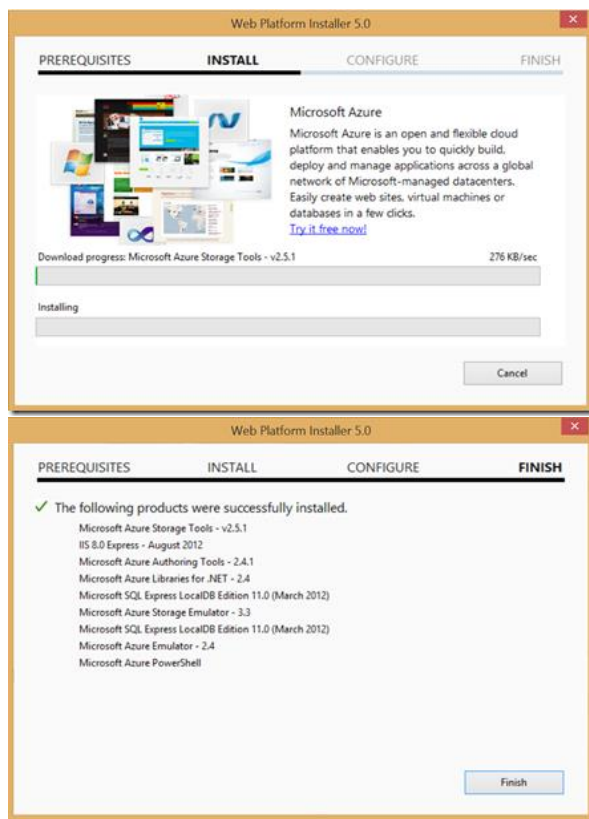 Web Platform Installer 5.0
PREREQUISITES INSTALL CONFIGURE FINISH
Microsoft Azure
Microsoft Azure is an open and flexible cloud
platform that enables you to quickly build,
deploy and manage applications across a global
network of Microsoft-managed datacenters.
Easily create web sites, virtual machines or
databases in a few clicks.
Try it free now!
Download progress: Microsoft Azure Storage Tools - v2.5.1 276 KB/sec
Installing
Cancel
Web Platform Installer 5.0
PREREQUISITES INSTALL CONFIGURE FINISH
The following products were successfully installed.
Microsoft Azure Storage Tools - v2.5.1
IIS 8.0 Express - August 2012
Microsoft Azure Authoring Tools - 2.4.1
Microsoft Azure Libraries for .NET - 2.4
Microsoft SQL Express LocalDB Edition 11.0 (March 2012)
Microsoft Azure Storage Emulator - 3.3
Microsoft SQL Express LocalDB Edition 11.0 (March 2012)
Microsoft Azure Emulator - 2.4
Microsoft Azure PowerShell
Finish